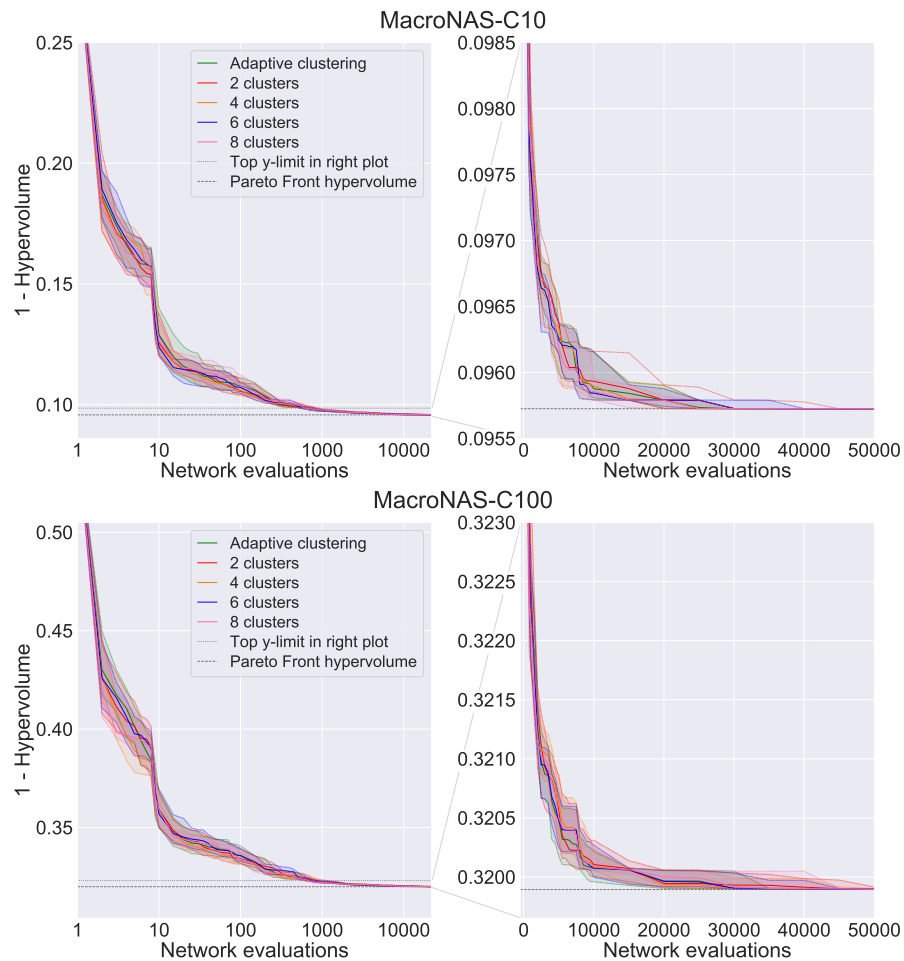 MacroNAS-C10
0.25
0.20
0.15
0.10
1 - Hypervolume
Adaptive clustering
2 clusters
4 clusters
6 clusters
8 clusters
Top y-limit in right plot
Pareto Front hypervolume
1 10 100 1000 10000
Network evaluations
0.0985
0.0980
0.0975
0.0970
0.0965
0.0960
0.0955
0 10000 20000 30000 40000 50000
Network evaluations
MacroNAS-C100
0.50
0.45
0.40
0.35
1 - Hypervolume
Adaptive clustering
2 clusters
4 clusters
6 clusters
8 clusters
Top y-limit in right plot
Pareto Front hypervolume
1 10 100 1000 10000
Network evaluations
0.3230
0.3225
0.3220
0.3215
0.3210
0.3205
0.3200
0 10000 20000 30000 40000 50000
Network evaluations